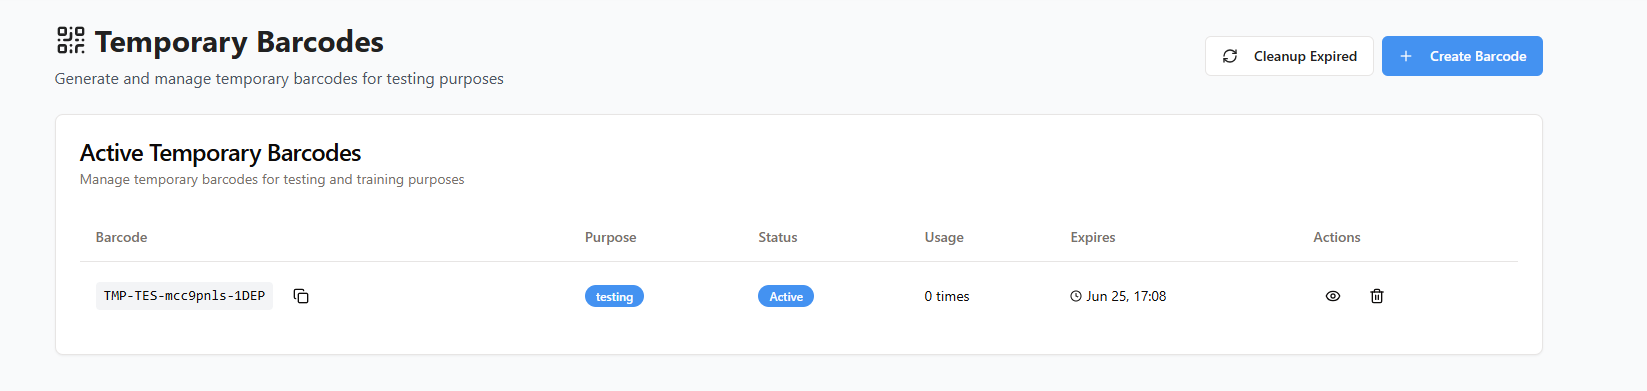 Temporary Barcodes
Generate and manage temporary barcodes for testing purposes
Cleanup Expired
Create Barcode
Active Temporary Barcodes
Manage temporary barcodes for testing and training purposes
Barcode Purpose Status Usage Expires Actions
TMP-TES-mcc9pnls-1DEP testing Active 0 times Jun 25, 17:08